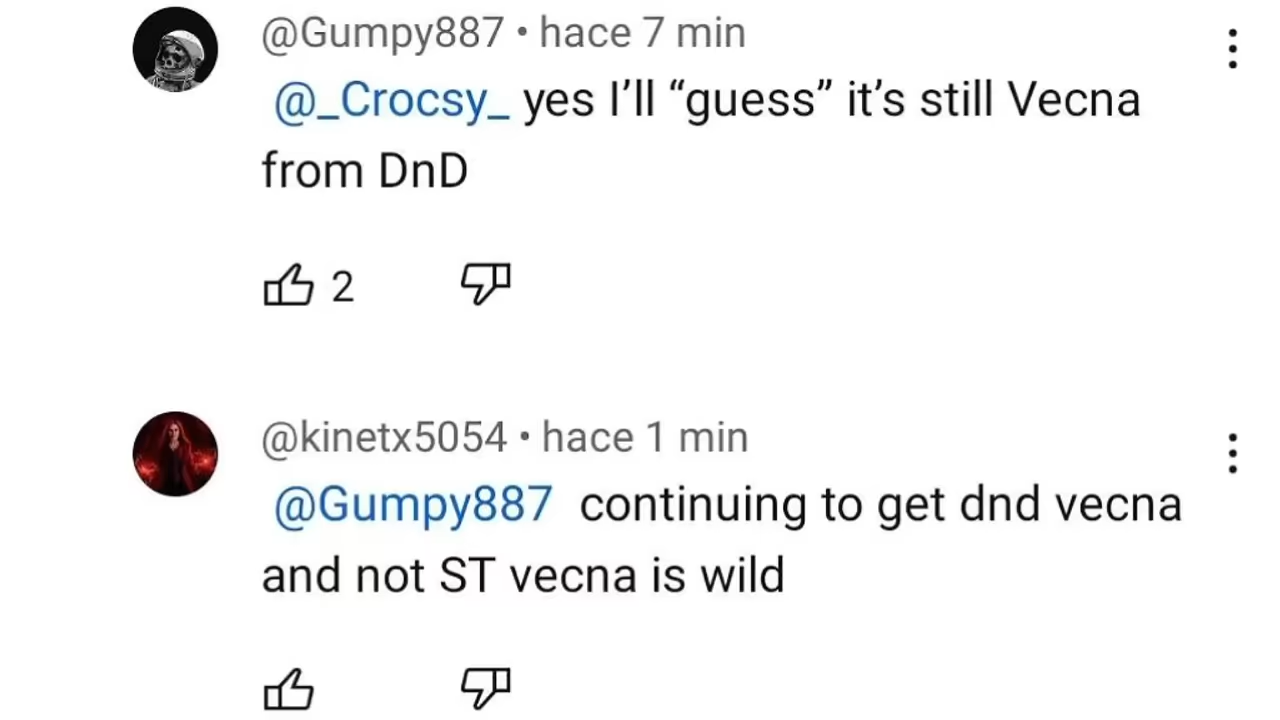 @Gumpy887 • hace 7 min
@_Crocsy_ yes I’ll “guess” it’s still Vecna
from DnD
2
@kinetx5054 • hace 1 min
@Gumpy887 continuing to get dnd vecna
and not ST vecna is wild